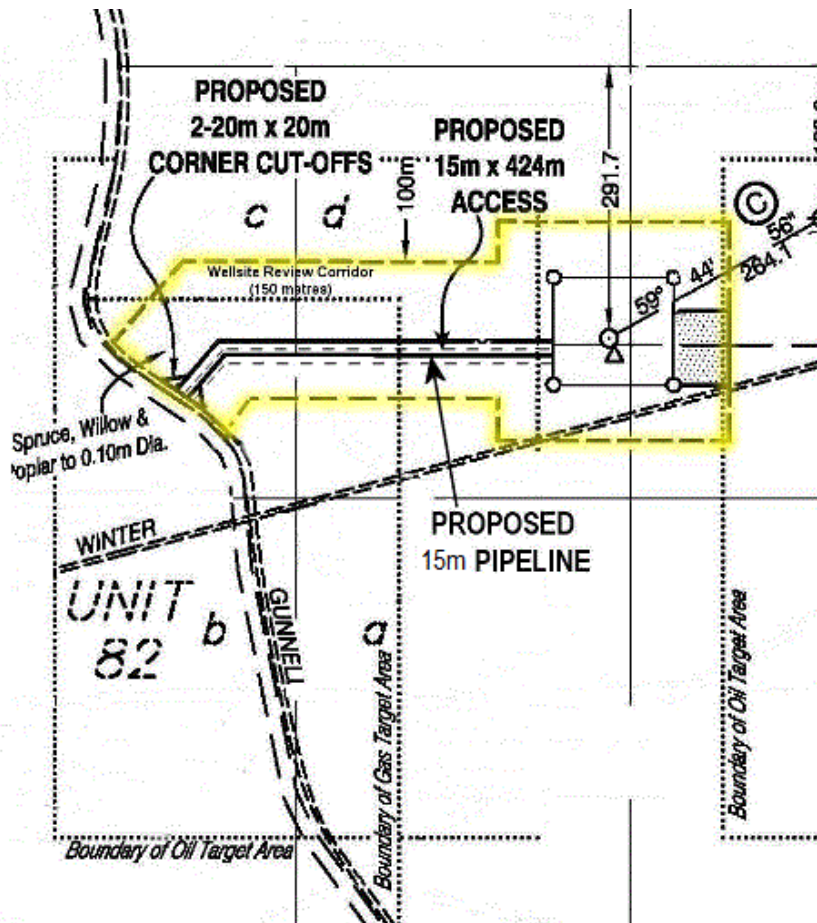 PROPOSED
2-20m x 20m
CORNER CUT-OFFS
PROPOSED
15m x 424m
ACCESS
100m
291.7
c
d
C
59° 44' 56"
264.1
Wellsite Review Corridor
(150 metres)
Spruce, Willow &
Poplar to 0.10m Dia.
WINTER
PROPOSED
15m PIPELINE
UNIT
82
b
a
GUNNELL
Boundary of Gas Target Area
Boundary of Oil Target Area
Boundary of Oil Target Area